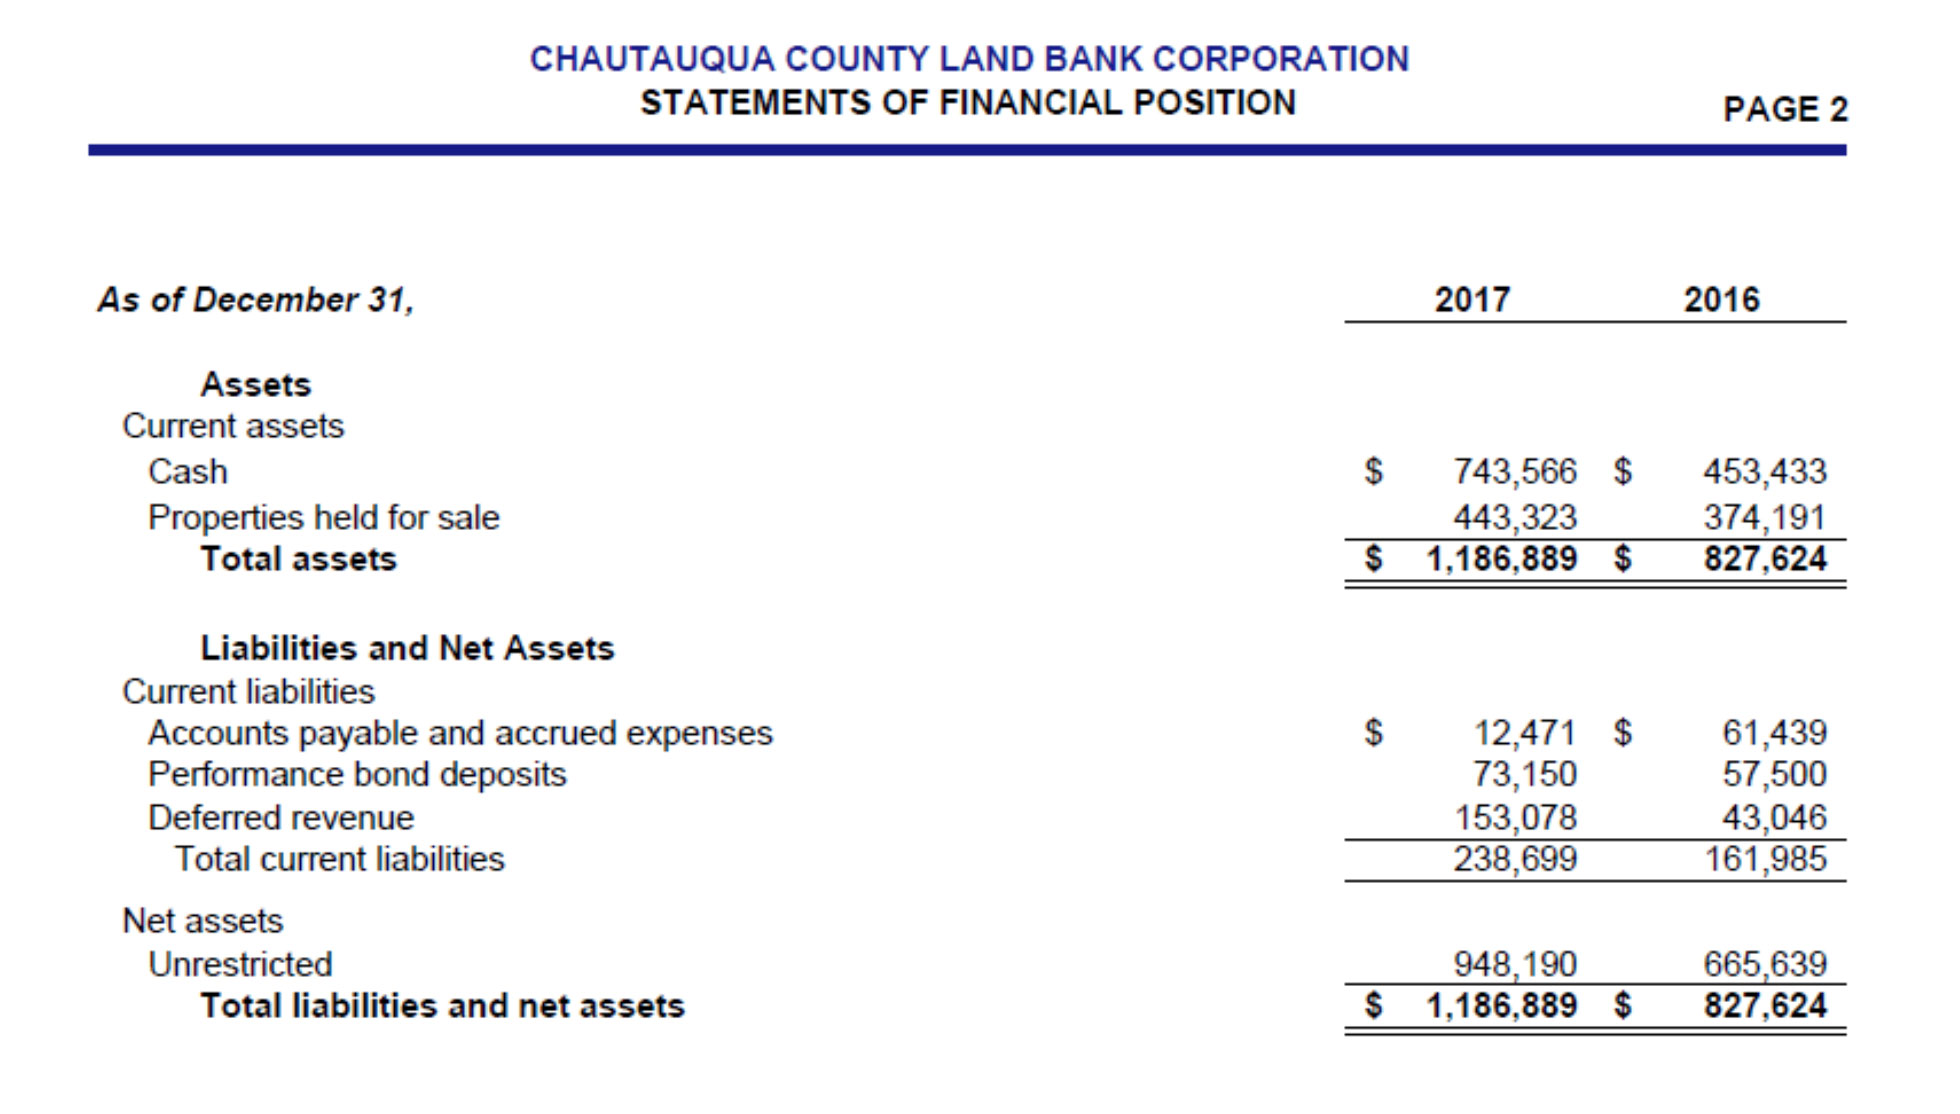 CHAUTAUQUA COUNTY LAND BANK CORPORATION
STATEMENTS OF FINANCIAL POSITION
PAGE 2
As of December 31, 2017 2016
Assets
Current assets
Cash $ 743,566 $ 453,433
Properties held for sale 443,323 374,191
Total assets $ 1,186,889 $ 827,624
Liabilities and Net Assets
Current liabilities
Accounts payable and accrued expenses $ 12,471 $ 61,439
Performance bond deposits 73,150 57,500
Deferred revenue 153,078 43,046
Total current liabilities 238,699 161,985
Net assets
Unrestricted 948,190 665,639
Total liabilities and net assets $ 1,186,889 $ 827,624